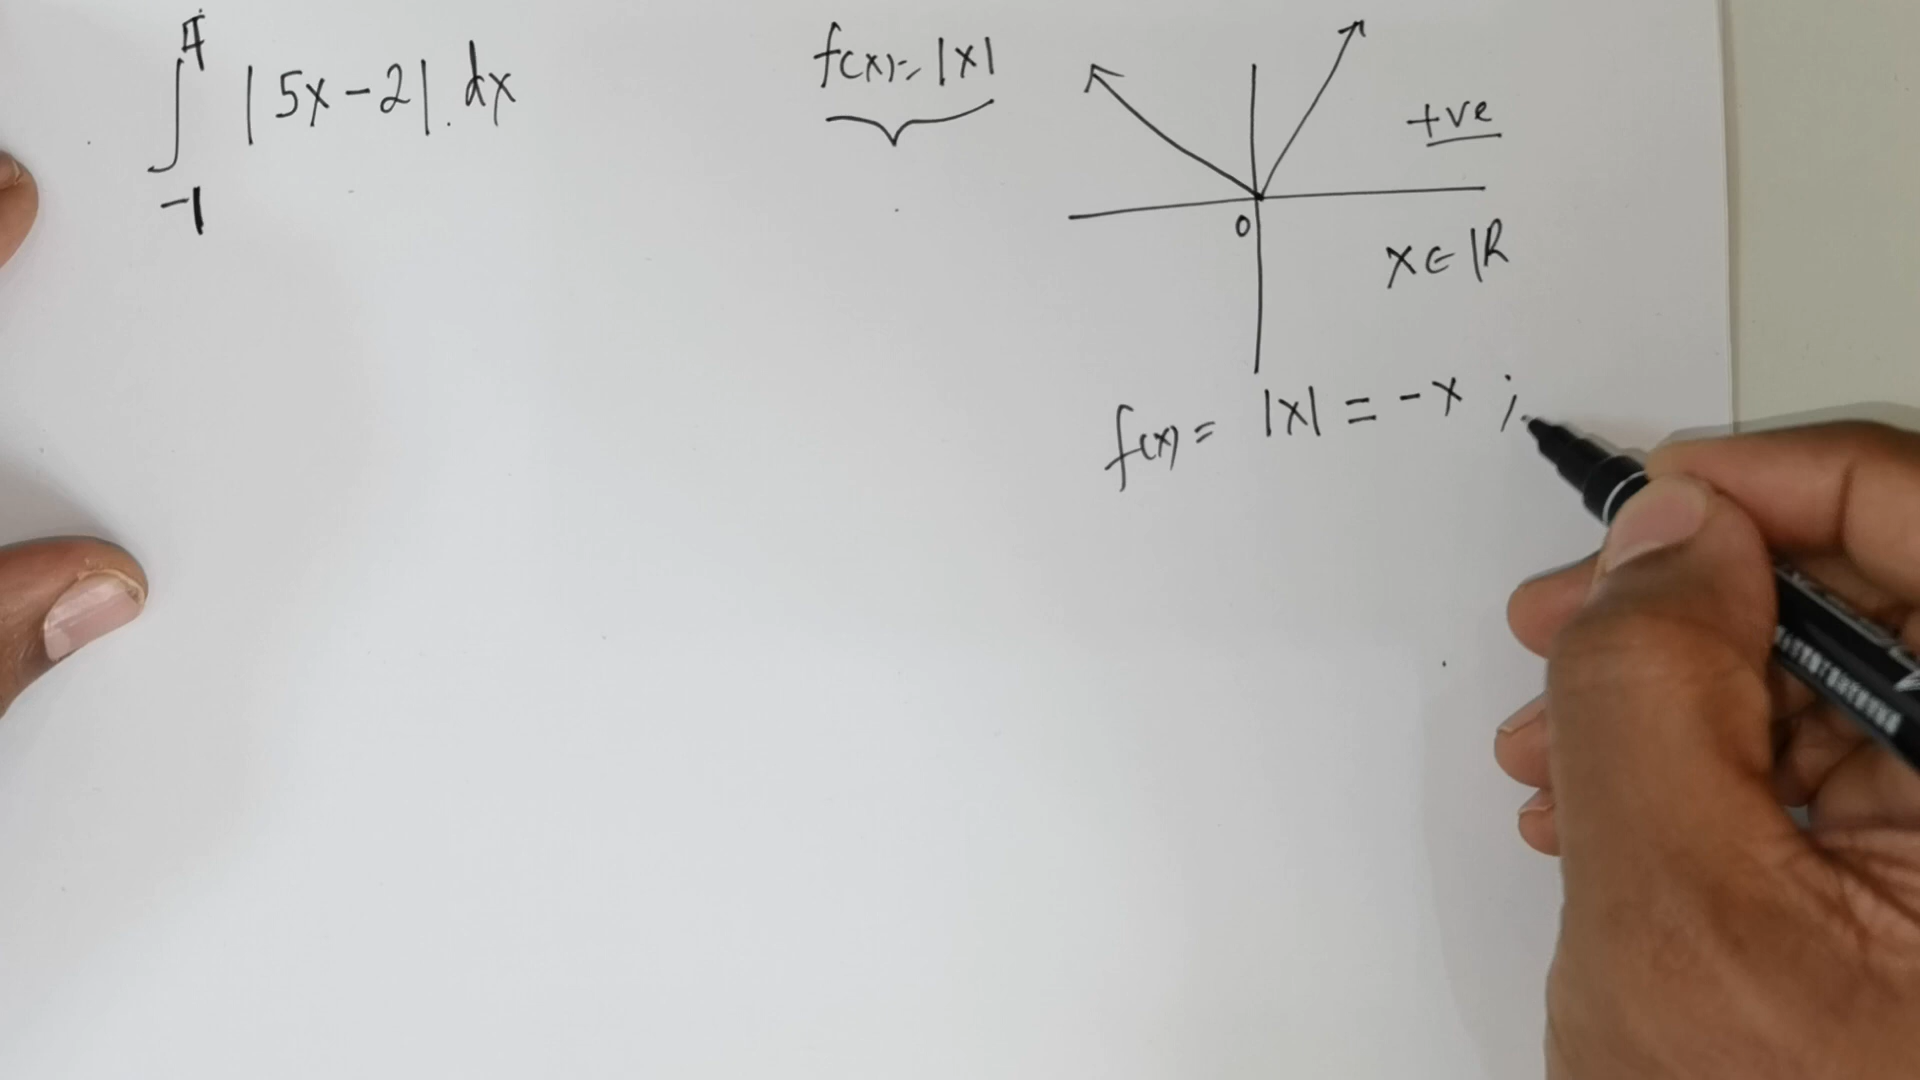 ∫₋₁⁴ |5x-2|.dx
f(x)=|x|
+ve
0
x∈ℝ
f(x)= |x| = -x ;